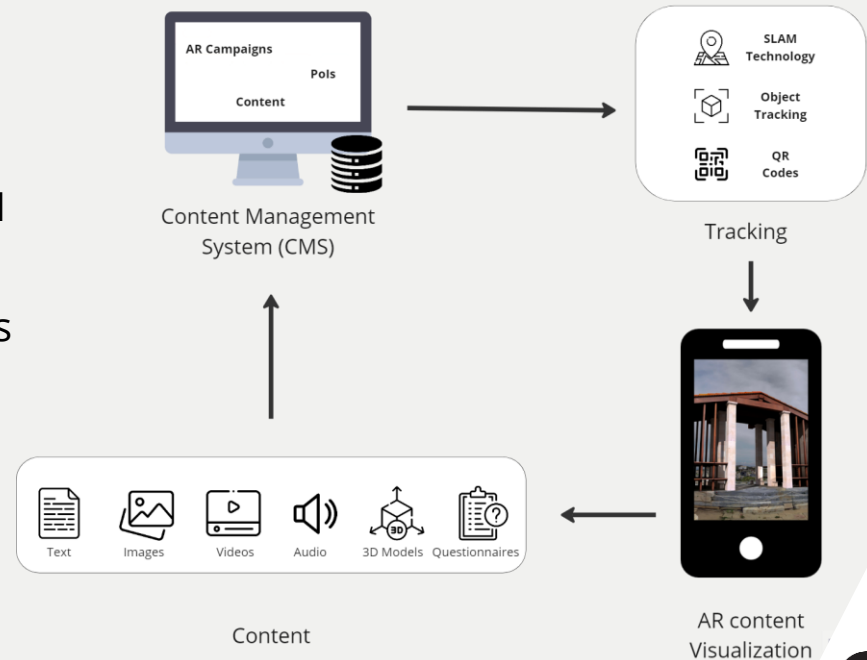 AR Campaigns
PoIs
Content
Content Management
System (CMS)
SLAM
Technology
Object
Tracking
QR
Codes
Tracking
AR content
Visualization
Text
Images
Videos
Audio
3D
3D Models
?
Questionnaires
Content
s